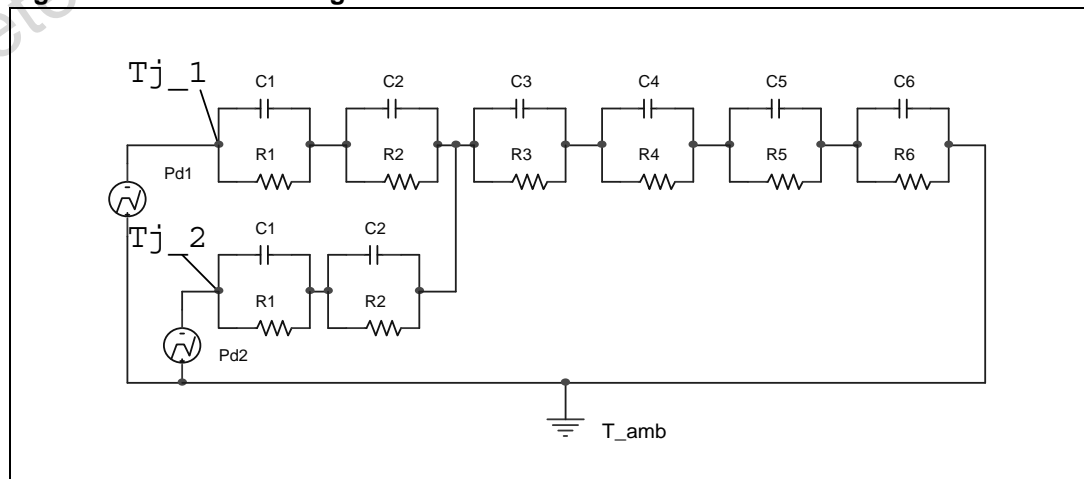 Tj_1
C1 C2 C3 C4 C5 C6
R1 R2 R3 R4 R5 R6
Pd1
Tj_2
C1 C2
R1 R2
Pd2
T_amb